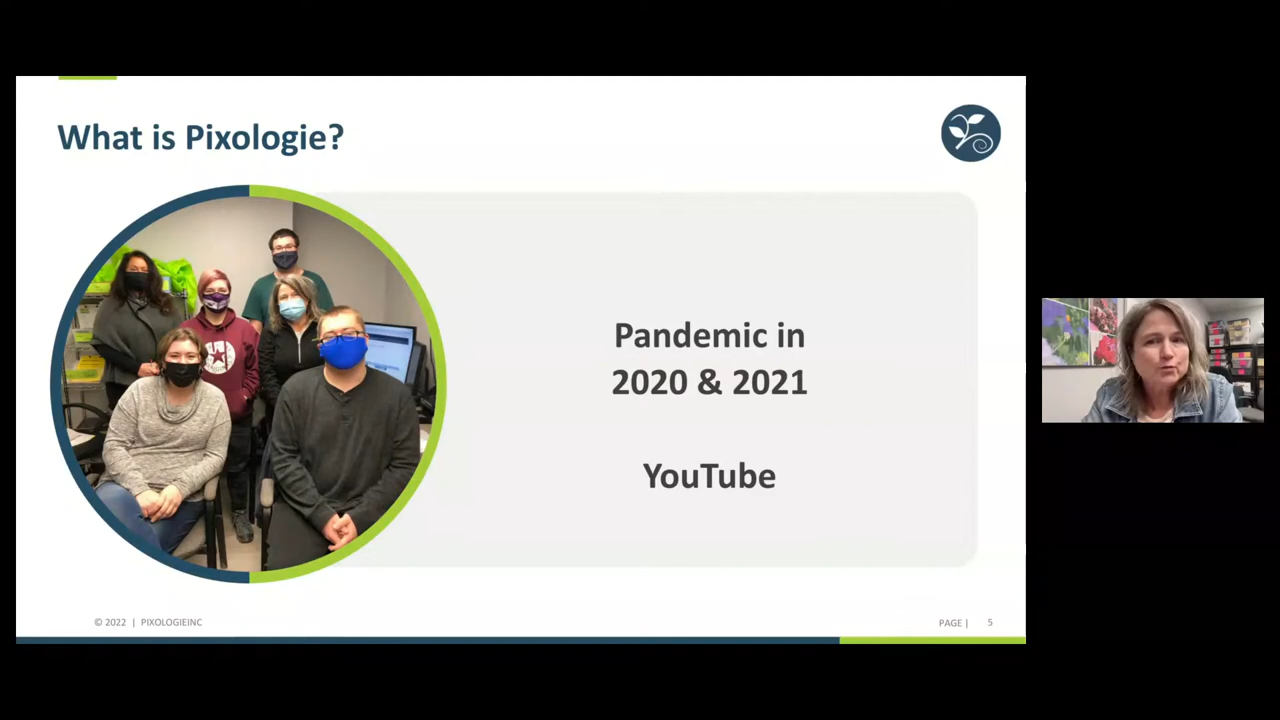 What is Pixologie?
Pandemic in
2020 & 2021
YouTube
© 2022 | PIXOLOGIEINC
PAGE | 5